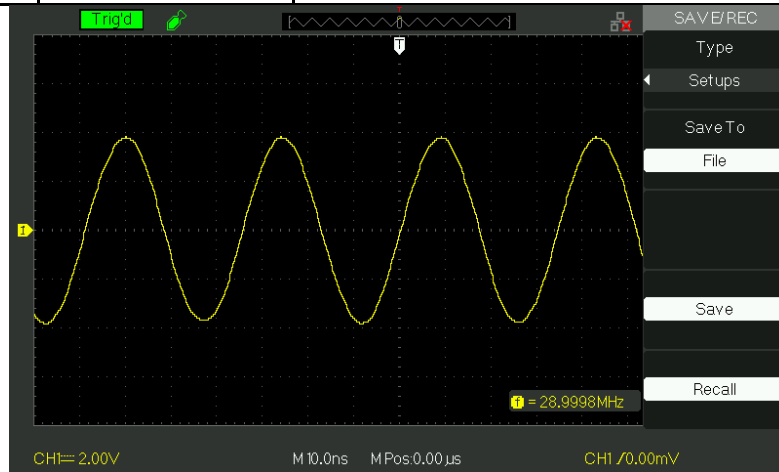 Trig'd SAVE/REC
T
Type
Setups
Save To
File
1
Save
Recall
f = 28.9998MHz
CH1 2.00V M 10.0ns M Pos:0.00µs CH1 /0.00mV